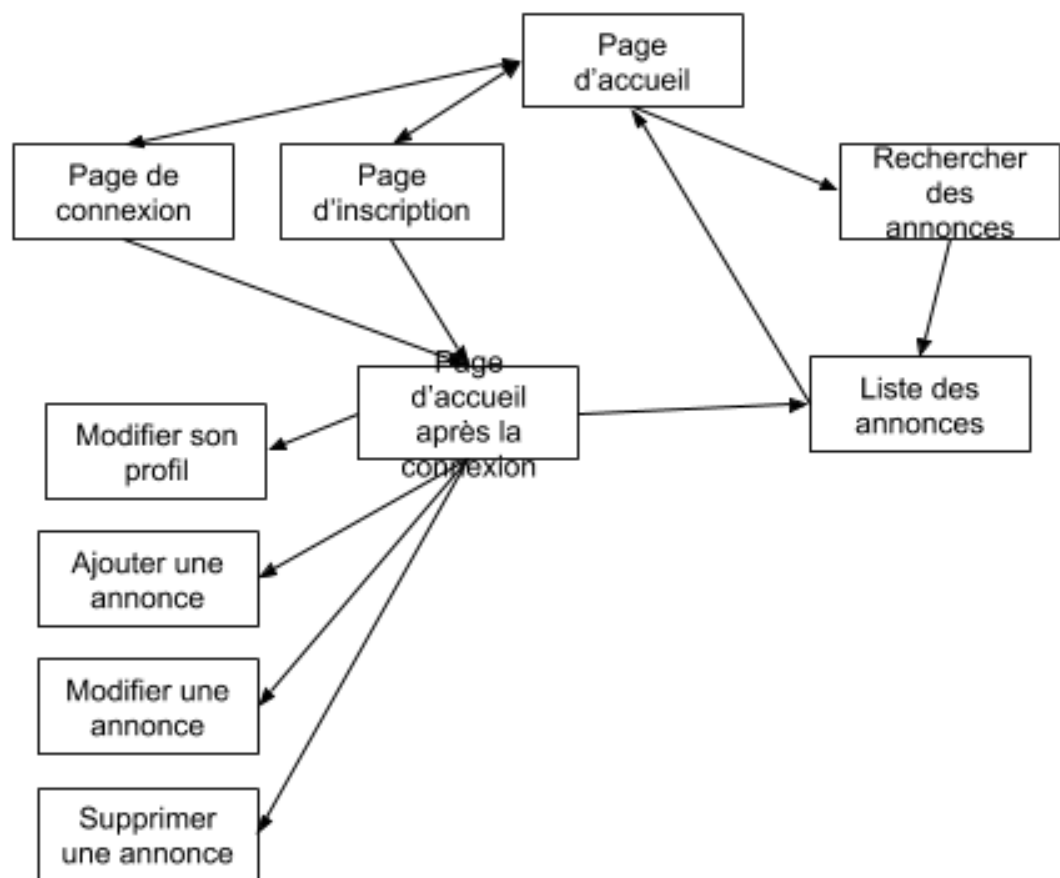 Page
d’accueil
Page de
connexion
Page
d’inscription
Rechercher
des
annonces
Page
d’accueil
après la
connexion
Liste des
annonces
Modifier son
profil
Ajouter une
annonce
Modifier une
annonce
Supprimer
une annonce